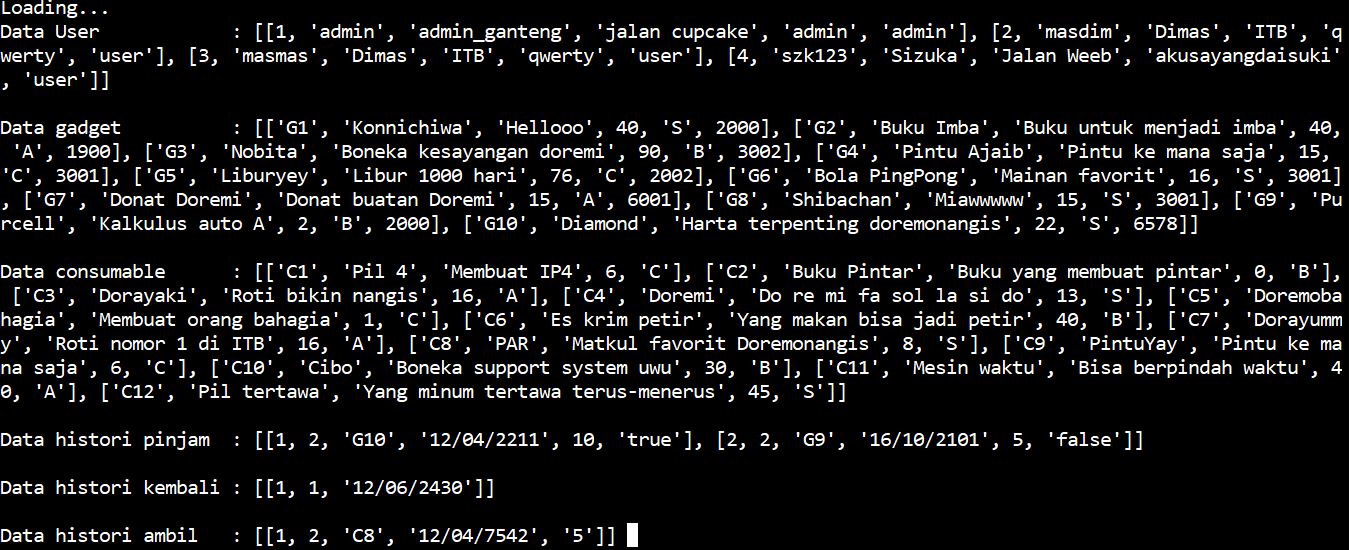 Loading...
Data User           : [[1, 'admin', 'admin_ganteng', 'jalan cupcake', 'admin', 'admin'], [2, 'masdim', 'Dimas', 'ITB', 'q
werty', 'user'], [3, 'masmas', 'Dimas', 'ITB', 'qwerty', 'user'], [4, 'szk123', 'Sizuka', 'Jalan Weeb', 'akusayangdaisuki'
, 'user']]
Data gadget         : [['G1', 'Konnichiwa', 'Hellooo', 40, 'S', 2000], ['G2', 'Buku Imba', 'Buku untuk menjadi imba', 40,
 'A', 1900], ['G3', 'Nobita', 'Boneka kesayangan doremi', 90, 'B', 3002], ['G4', 'Pintu Ajaib', 'Pintu ke mana saja', 15,
'C', 3001], ['G5', 'Liburyey', 'Libur 1000 hari', 76, 'C', 2002], ['G6', 'Bola PingPong', 'Mainan favorit', 16, 'S', 3001]
, ['G7', 'Donat Doremi', 'Donat buatan Doremi', 15, 'A', 6001], ['G8', 'Shibachan', 'Miawwwww', 15, 'S', 3001], ['G9', 'Pu
rcell', 'Kalkulus auto A', 2, 'B', 2000], ['G10', 'Diamond', 'Harta terpenting doremonangis', 22, 'S', 6578]]
Data consumable     : [['C1', 'Pil 4', 'Membuat IP4', 6, 'C'], ['C2', 'Buku Pintar', 'Buku yang membuat pintar', 0, 'B'],
 ['C3', 'Dorayaki', 'Roti bikin nangis', 16, 'A'], ['C4', 'Doremi', 'Do re mi fa sol la si do', 13, 'S'], ['C5', 'Doremoba
hagia', 'Membuat orang bahagia', 1, 'C'], ['C6', 'Es krim petir', 'Yang makan bisa jadi petir', 40, 'B'], ['C7', 'Dorayumm
y', 'Roti nomor 1 di ITB', 16, 'A'], ['C8', 'PAR', 'Matkul favorit Doremonangis', 8, 'S'], ['C9', 'PintuYay', 'Pintu ke ma
na saja', 6, 'C'], ['C10', 'Cibo', 'Boneka support system uwu', 30, 'B'], ['C11', 'Mesin waktu', 'Bisa berpindah waktu', 4
0, 'A'], ['C12', 'Pil tertawa', 'Yang minum tertawa terus-menerus', 45, 'S']]
Data histori pinjam  : [[1, 2, 'G10', '12/04/2211', 10, 'true'], [2, 2, 'G9', '16/10/2101', 5, 'false']]
Data histori kembali : [[1, 1, '12/06/2430']]
Data histori ambil   : [[1, 2, 'C8', '12/04/7542', '5']]